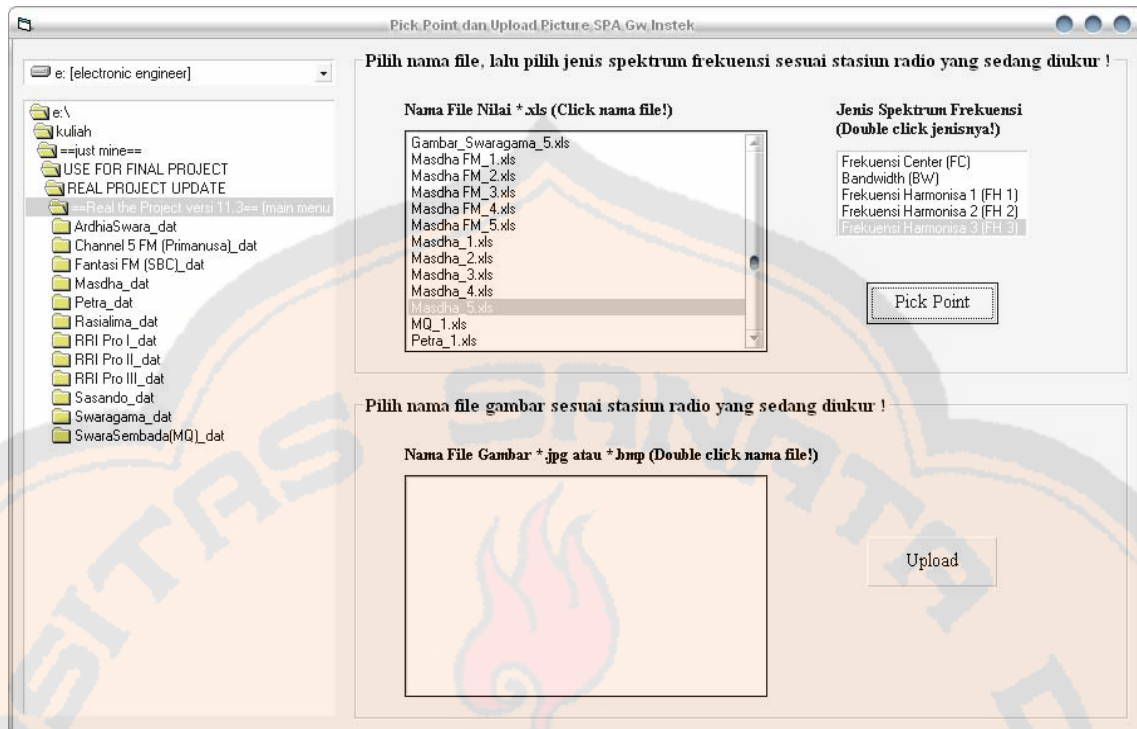 Pick Point dan Upload Picture SPA Gw Instek
e: [electronic engineer]
e:\
kuliah
==just mine==
USE FOR FINAL PROJECT
REAL PROJECT UPDATE
==Real the Project versi 11.3== (main menu
ArdhiaSwara_dat
Channel 5 FM (Primanusa)_dat
Fantasi FM (SBC)_dat
Masdha_dat
Petra_dat
Rasialima_dat
RRI Pro I_dat
RRI Pro II_dat
RRI Pro III_dat
Sasando_dat
Swaragama_dat
SwaraSembada(MQ)_dat
Pilih nama file, lalu pilih jenis spektrum frekuensi sesuai stasiun radio yang sedang diukur !
Nama File Nilai *.xls (Click nama file!)
Gambar_Swaragama_5.xls
Masdha FM_1.xls
Masdha FM_2.xls
Masdha FM_3.xls
Masdha FM_4.xls
Masdha FM_5.xls
Masdha_1.xls
Masdha_2.xls
Masdha_3.xls
Masdha_4.xls
Masdha_5.xls
MQ_1.xls
Petra_1.xls
Jenis Spektrum Frekuensi
(Double click jenisnya!)
Frekuensi Center (FC)
Bandwidth (BW)
Frekuensi Harmonisa 1 (FH 1)
Frekuensi Harmonisa 2 (FH 2)
Frekuensi Harmonisa 3 (FH 3)
Pick Point
Pilih nama file gambar sesuai stasiun radio yang sedang diukur !
Nama File Gambar *.jpg atau *.bmp (Double click nama file!)
Upload
SITAS SANATA D